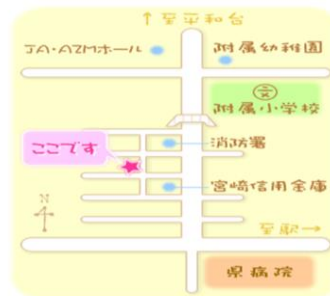 ↑至平和台
JA・AZMホール
附属幼稚園
文
附属小学校
消防署
ここです
宮崎信用金庫
N
至駅→
県病院